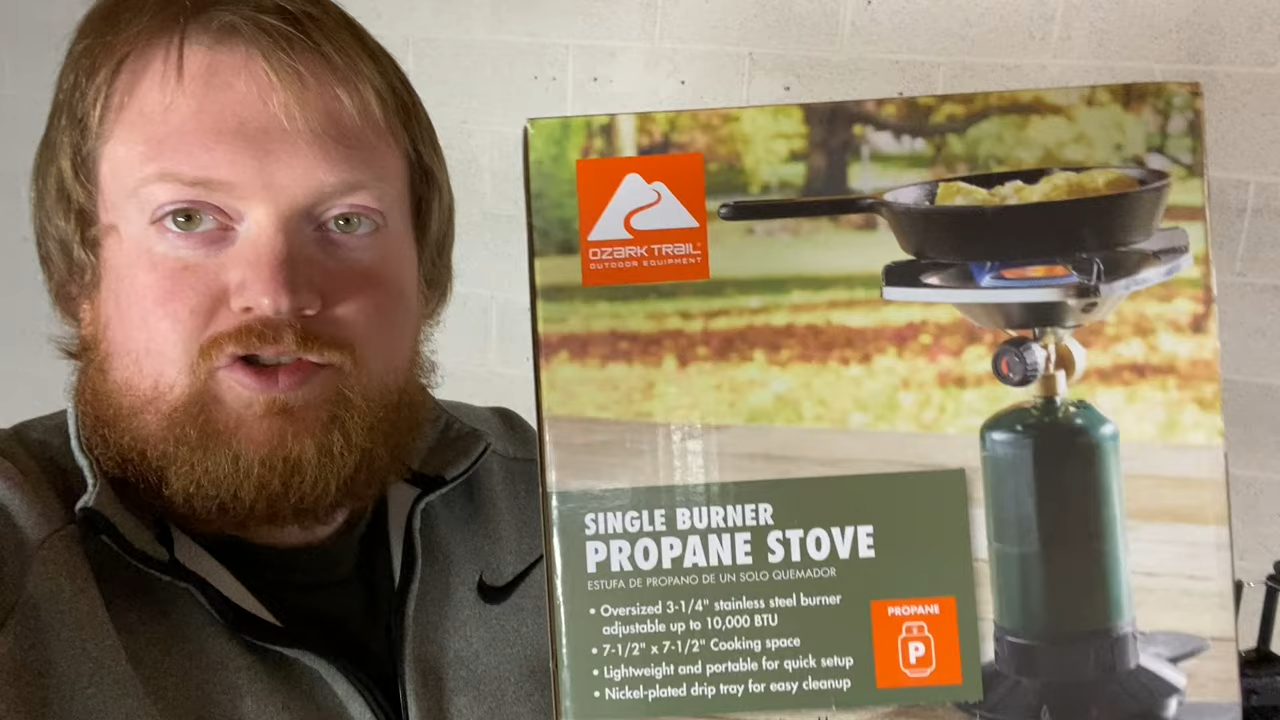 OZARK TRAIL
OUTDOOR EQUIPMENT
SINGLE BURNER
PROPANE STOVE
ESTUFA DE PROPANO DE UN SOLO QUEMADOR
• Oversized 3-1/4" stainless steel burner
adjustable up to 10,000 BTU
• 7-1/2" x 7-1/2" Cooking space
• Lightweight and portable for quick setup
• Nickel-plated drip tray for easy cleanup
PROPANE
P